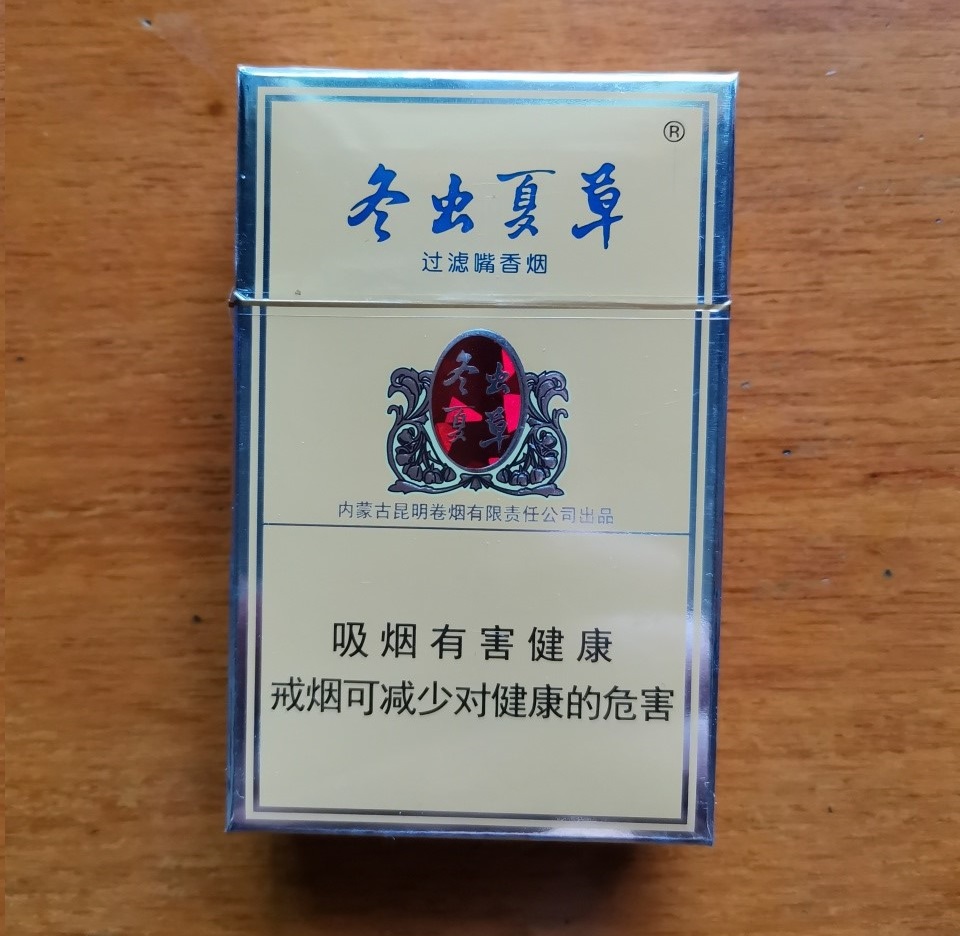 ®
冬虫夏草
过滤嘴香烟
冬虫
夏草
内蒙古昆明卷烟有限责任公司出品
吸烟有害健康
戒烟可减少对健康的危害